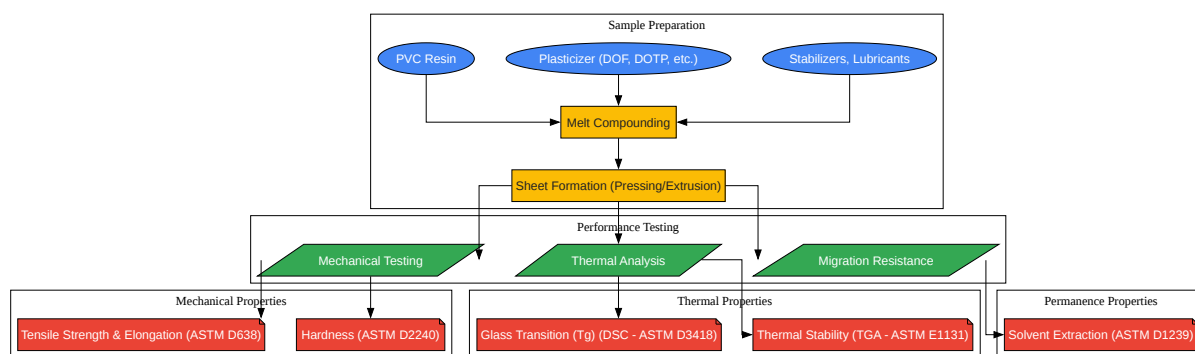 Sample Preparation
PVC Resin
Plasticizer (DOF, DOTP, etc.)
Stabilizers, Lubricants
Melt Compounding
Sheet Formation (Pressing/Extrusion)
Performance Testing
Mechanical Testing
Thermal Analysis
Migration Resistance
Mechanical Properties
Thermal Properties
Permanence Properties
Tensile Strength & Elongation (ASTM D638)
Hardness (ASTM D2240)
Glass Transition (Tg) (DSC - ASTM D3418)
Thermal Stability (TGA - ASTM E1131)
Solvent Extraction (ASTM D1239)